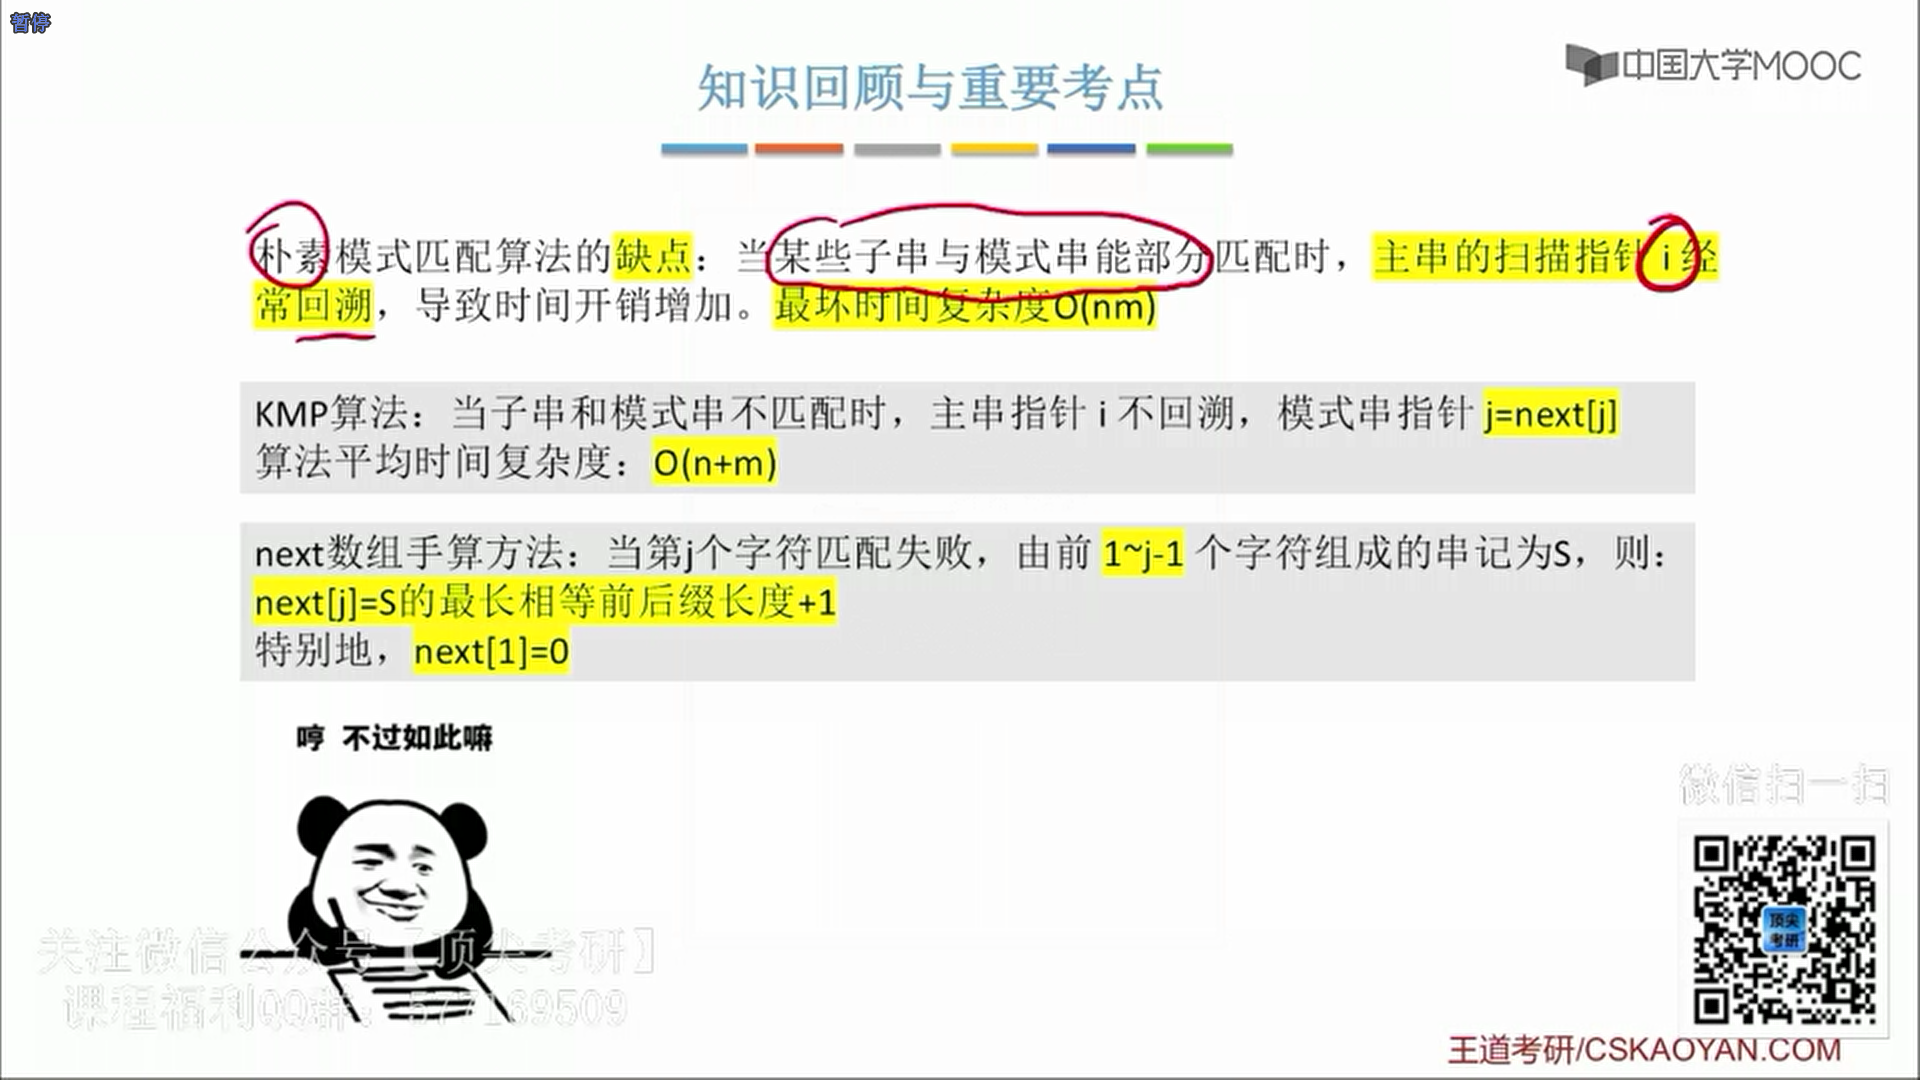 暂停
中国大学MOOC
知识回顾与重要考点
朴素模式匹配算法的缺点：当某些子串与模式串能部分匹配时，主串的扫描指针 i 经
常回溯，导致时间开销增加。最坏时间复杂度O(nm)
KMP算法：当子串和模式串不匹配时，主串指针 i 不回溯，模式串指针 j=next[j]
算法平均时间复杂度：O(n+m)
next数组手算方法：当第j个字符匹配失败，由前 1~j-1 个字符组成的串记为S，则：
next[j]=S的最长相等前后缀长度+1
特别地，next[1]=0
哼 不过如此嘛
微信扫一扫
顶尖
考研
关注微信公众号【顶尖考研】
课程福利QQ群：577169509
王道考研/CSKAOYAN.COM